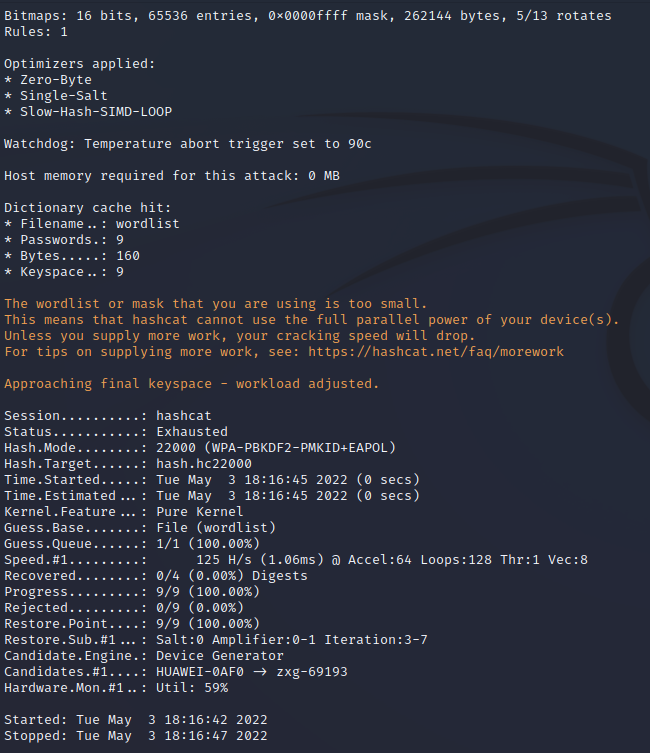 Bitmaps: 16 bits, 65536 entries, 0x0000ffff mask, 262144 bytes, 5/13 rotates
Rules: 1
Optimizers applied:
* Zero-Byte
* Single-Salt
* Slow-Hash-SIMD-LOOP
Watchdog: Temperature abort trigger set to 90c
Host memory required for this attack: 0 MB
Dictionary cache hit:
* Filename..: wordlist
* Passwords.: 9
* Bytes.....: 160
* Keyspace..: 9
The wordlist or mask that you are using is too small.
This means that hashcat cannot use the full parallel power of your device(s).
Unless you supply more work, your cracking speed will drop.
For tips on supplying more work, see: https://hashcat.net/faq/morework
Approaching final keyspace - workload adjusted.
Session..........: hashcat
Status...........: Exhausted
Hash.Mode........: 22000 (WPA-PBKDF2-PMKID+EAPOL)
Hash.Target......: hash.hc22000
Time.Started.....: Tue May  3 18:16:45 2022 (0 secs)
Time.Estimated...: Tue May  3 18:16:45 2022 (0 secs)
Kernel.Feature...: Pure Kernel
Guess.Base.......: File (wordlist)
Guess.Queue......: 1/1 (100.00%)
Speed.#1.........:      125 H/s (1.06ms) @ Accel:64 Loops:128 Thr:1 Vec:8
Recovered........: 0/4 (0.00%) Digests
Progress.........: 9/9 (100.00%)
Rejected.........: 0/9 (0.00%)
Restore.Point....: 9/9 (100.00%)
Restore.Sub.#1...: Salt:0 Amplifier:0-1 Iteration:3-7
Candidate.Engine.: Device Generator
Candidates.#1....: HUAWEI-0AF0 -> zxg-69193
Hardware.Mon.#1..: Util: 59%
Started: Tue May  3 18:16:42 2022
Stopped: Tue May  3 18:16:47 2022